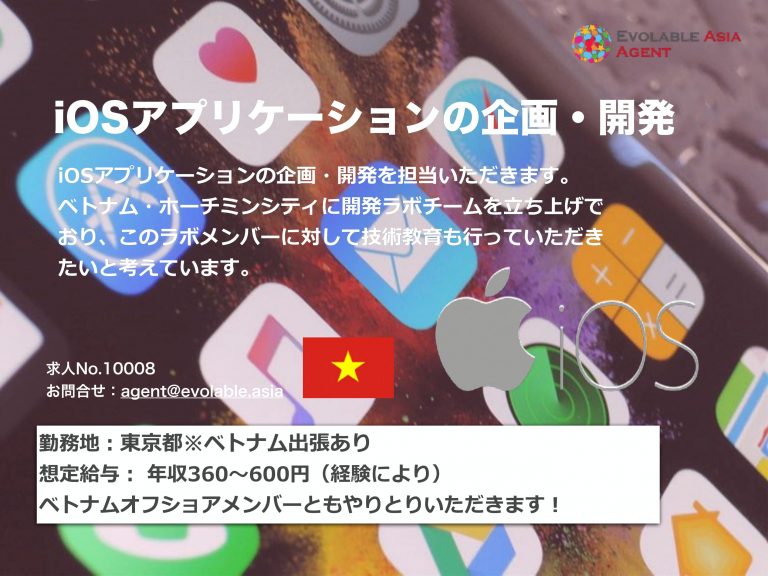 EVOLABLE ASIA
AGENT
iOSアプリケーションの企画・開発
iOSアプリケーションの企画・開発を担当いただきます。
ベトナム・ホーチミンシティに開発ラボチームを立ち上げで
おり、このラボメンバーに対して技術教育も行っていただき
たいと考えています。
iOS
求人No.10008
お問合せ：agent@evolable.asia
勤務地：東京都※ベトナム出張あり
想定給与： 年収360〜600円（経験により）
ベトナムオフショアメンバーともやりとりいただきます！